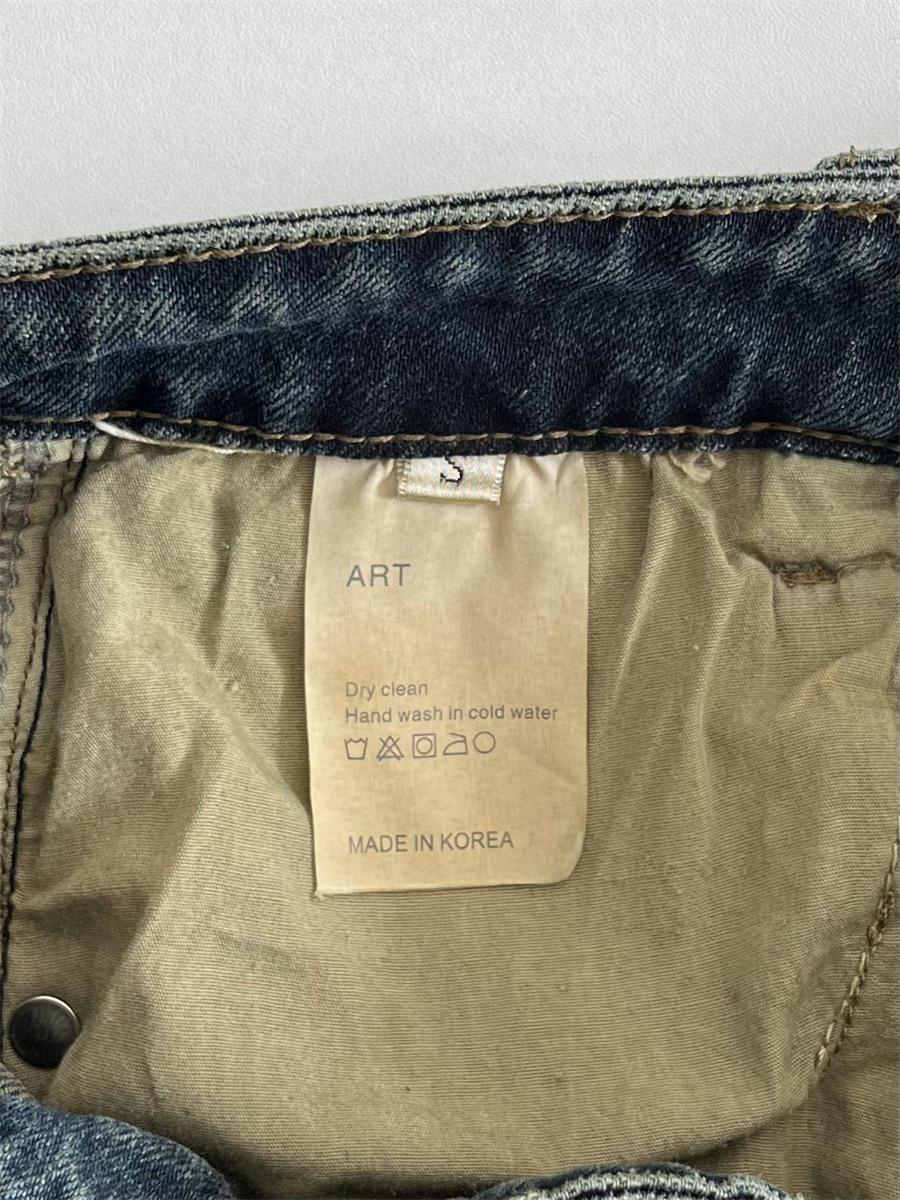 S
ART
Dry clean
Hand wash in cold water
MADE IN KOREA